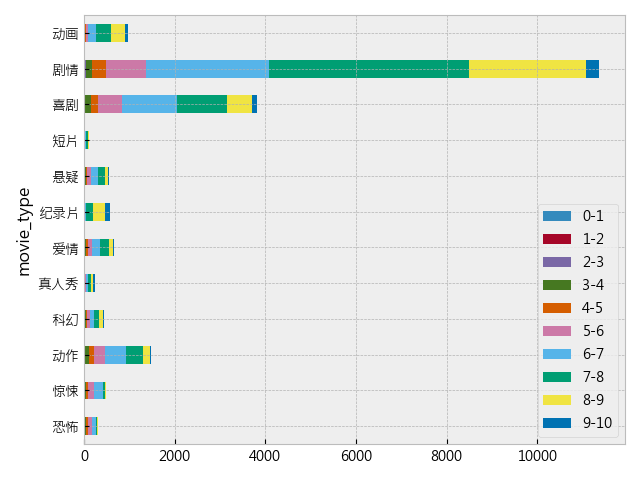 动画
剧情
喜剧
短片
悬疑
纪录片
爱情
真人秀
科幻
动作
惊悚
恐怖
movie_type
0-1
1-2
2-3
3-4
4-5
5-6
6-7
7-8
8-9
9-10
0 2000 4000 6000 8000 10000